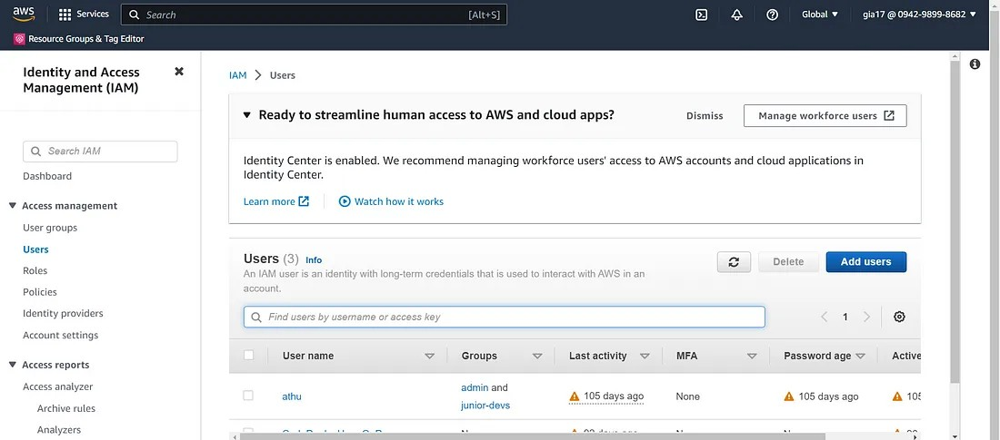 aws
Services
Search
[Alt+S]
Global
gia17 @ 0942-9899-8682
Resource Groups & Tag Editor
Identity and Access
Management (IAM)
Search IAM
Dashboard
Access management
User groups
Users
Roles
Policies
Identity providers
Account settings
Access reports
Access analyzer
Archive rules
Analyzers
IAM
Users
Ready to streamline human access to AWS and cloud apps?
Dismiss
Manage workforce users
Identity Center is enabled. We recommend managing workforce users' access to AWS accounts and cloud applications in
Identity Center.
Learn more
Watch how it works
Users (3) Info
An IAM user is an identity with long-term credentials that is used to interact with AWS in an
account.
Delete
Add users
Find users by username or access key
1
User name
Groups
Last activity
MFA
Password age
Active
athu
admin and
junior-devs
105 days ago
None
105 days ago
105